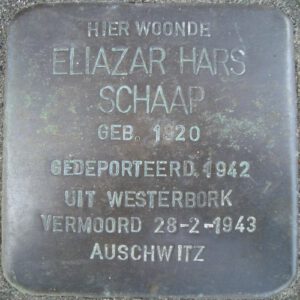 HIER WOONDE
ELIAZAR HARS
SCHAAP
GEB. 1920
GEDEPORTEERD 1942
UIT WESTERBORK
VERMOORD 28-2-1943
AUSCHWITZ